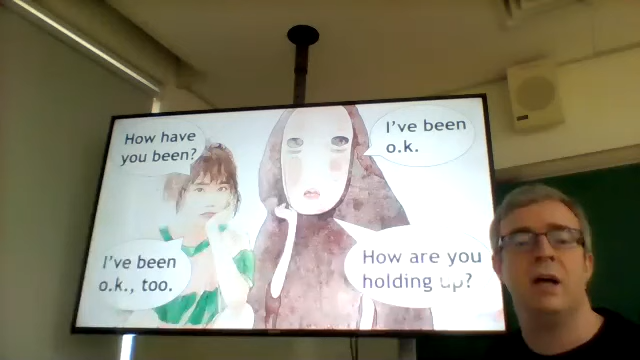 How have
you been?
I've been
o.k.
How are you
holding up?
I've been
o.k., too.